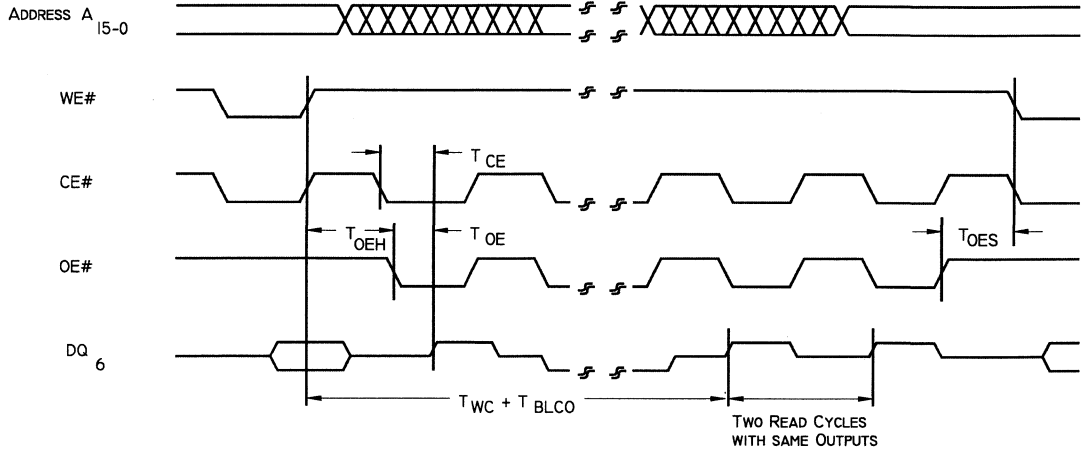 ADDRESS A 15-0
WE#
T CE
CE#
T OEH
T OE
T OES
OE#
DQ 6
T WC + T BLCO
TWO READ CYCLES
WITH SAME OUTPUTS